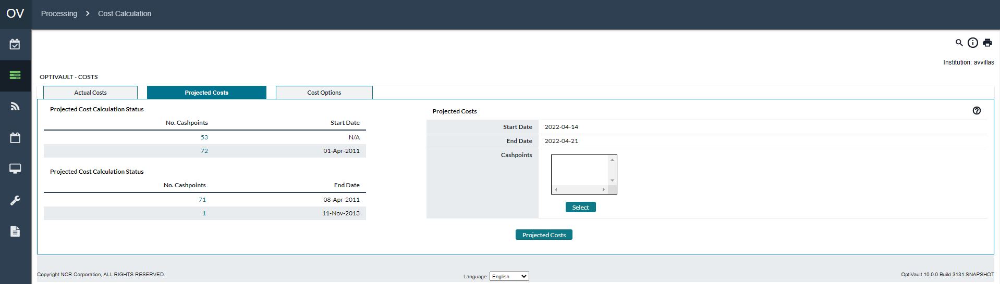 OV
Processing > Cost Calculation
Institution: avvillas
OPTIVAULT - COSTS
Actual Costs
Projected Costs
Cost Options
Projected Cost Calculation Status
No. Cashpoints Start Date
53 N/A
72 01-Apr-2011
Projected Cost Calculation Status
No. Cashpoints End Date
71 08-Apr-2011
1 11-Nov-2013
Projected Costs
Start Date 2022-04-14
End Date 2022-04-21
Cashpoints
Select
Projected Costs
Copyright NCR Corporation, ALL RIGHTS RESERVED.
Language: English
OptiVault 10.0.0 Build 3131 SNAPSHOT